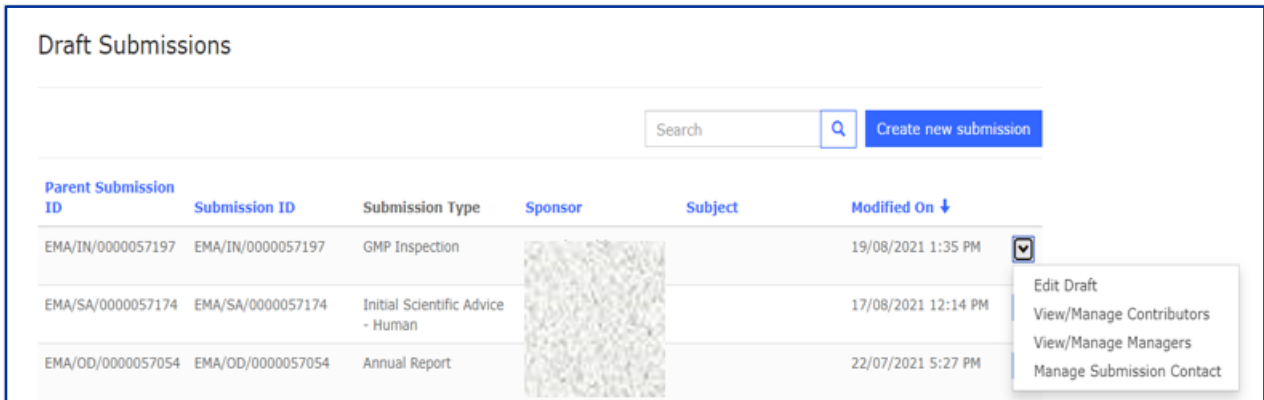 Draft Submissions
Search
Create new submission
Parent Submission
ID
Submission ID
Submission Type
Sponsor
Subject
Modified On
EMA/IN/0000057197 EMA/IN/0000057197 GMP Inspection 19/08/2021 1:35 PM
EMA/SA/0000057174 EMA/SA/0000057174 Initial Scientific Advice
- Human
17/08/2021 12:14 PM
EMA/OD/0000057054 EMA/OD/0000057054 Annual Report 22/07/2021 5:27 PM
Edit Draft
View/Manage Contributors
View/Manage Managers
Manage Submission Contact